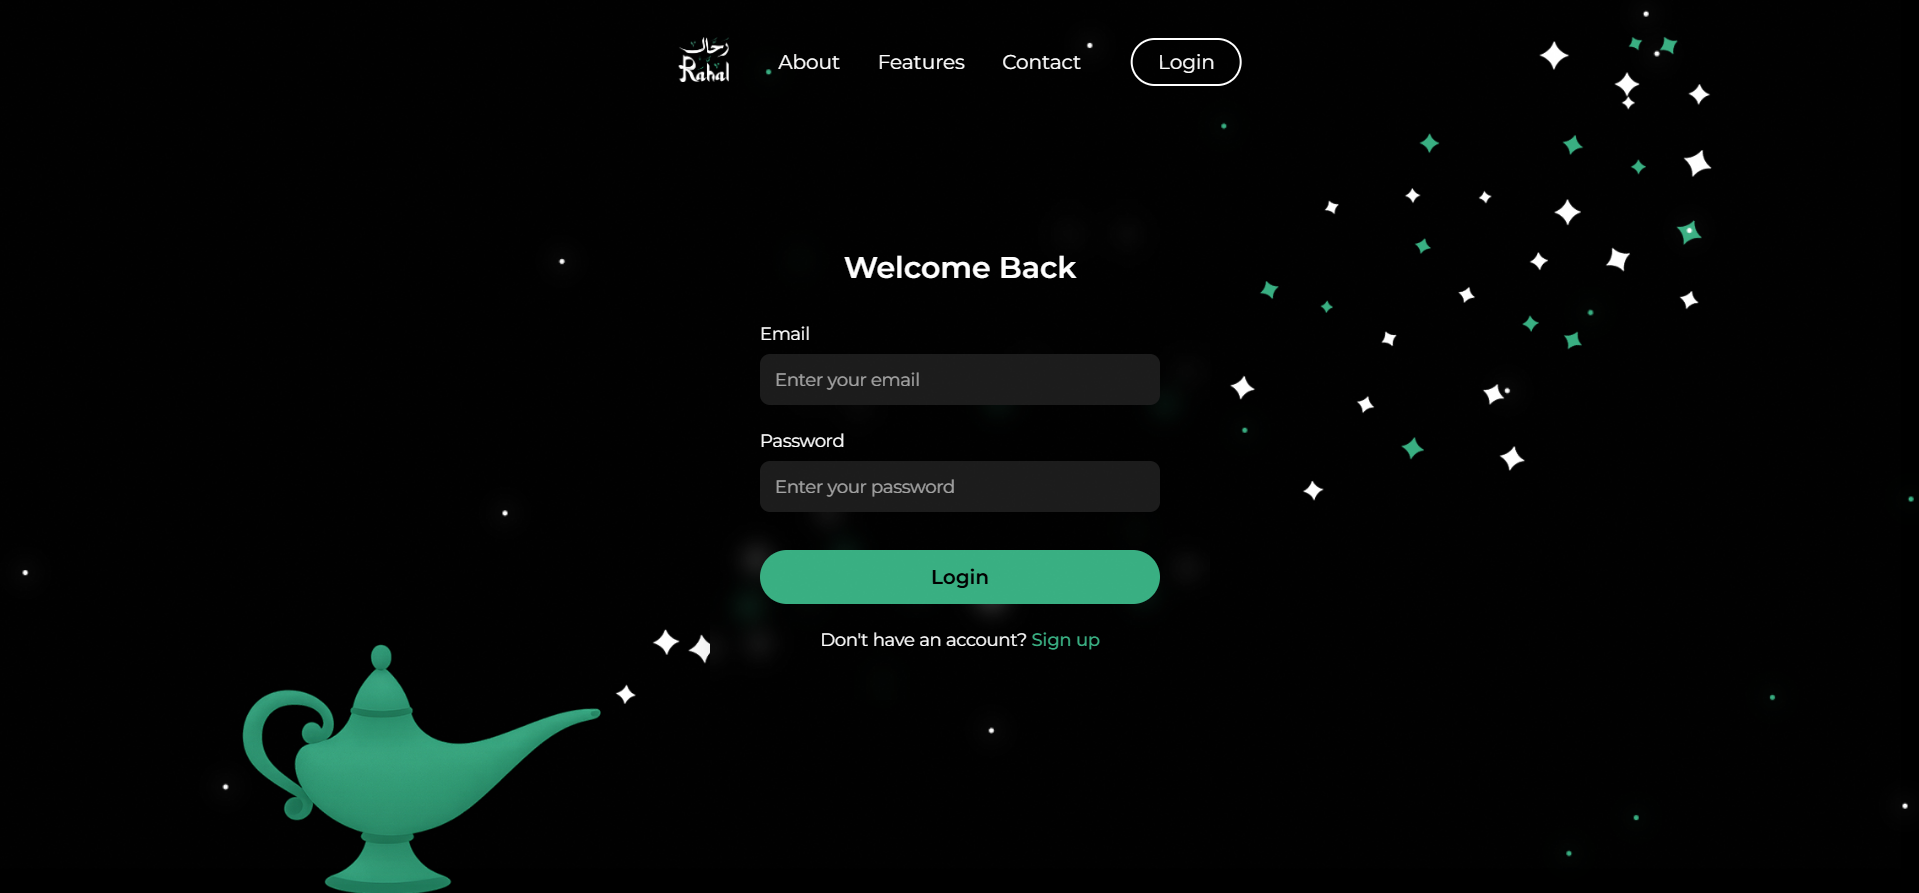 رحال
Rahal
About
Features
Contact
Login
Welcome Back
Email
Enter your email
Password
Enter your password
Login
Don't have an account? Sign up